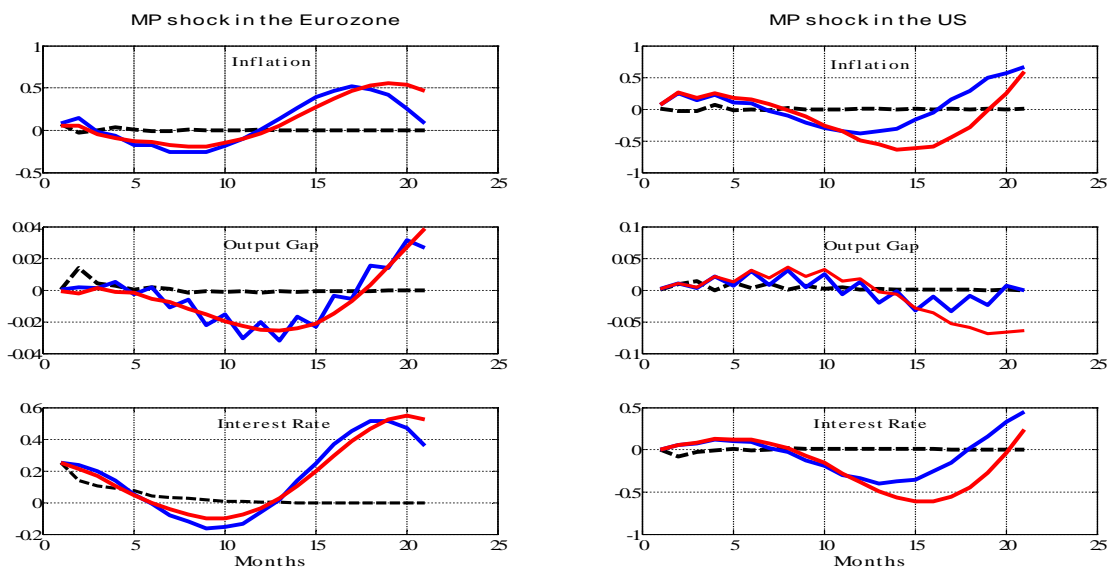 MP shock in the Eurozone
1
0.5
0
-0.5
0 5 10 15 20 25
Inflation
0.04
0.02
0
-0.02
-0.04
0 5 10 15 20 25
Output Gap
0.6
0.4
0.2
0
-0.2
0 5 10 15 20 25
Interest Rate
Months
MP shock in the US
1
0.5
0
-0.5
-1
0 5 10 15 20 25
Inflation
0.1
0.05
0
-0.05
-0.1
0 5 10 15 20 25
Output Gap
0.5
0
-0.5
-1
0 5 10 15 20 25
Interest Rate
Months